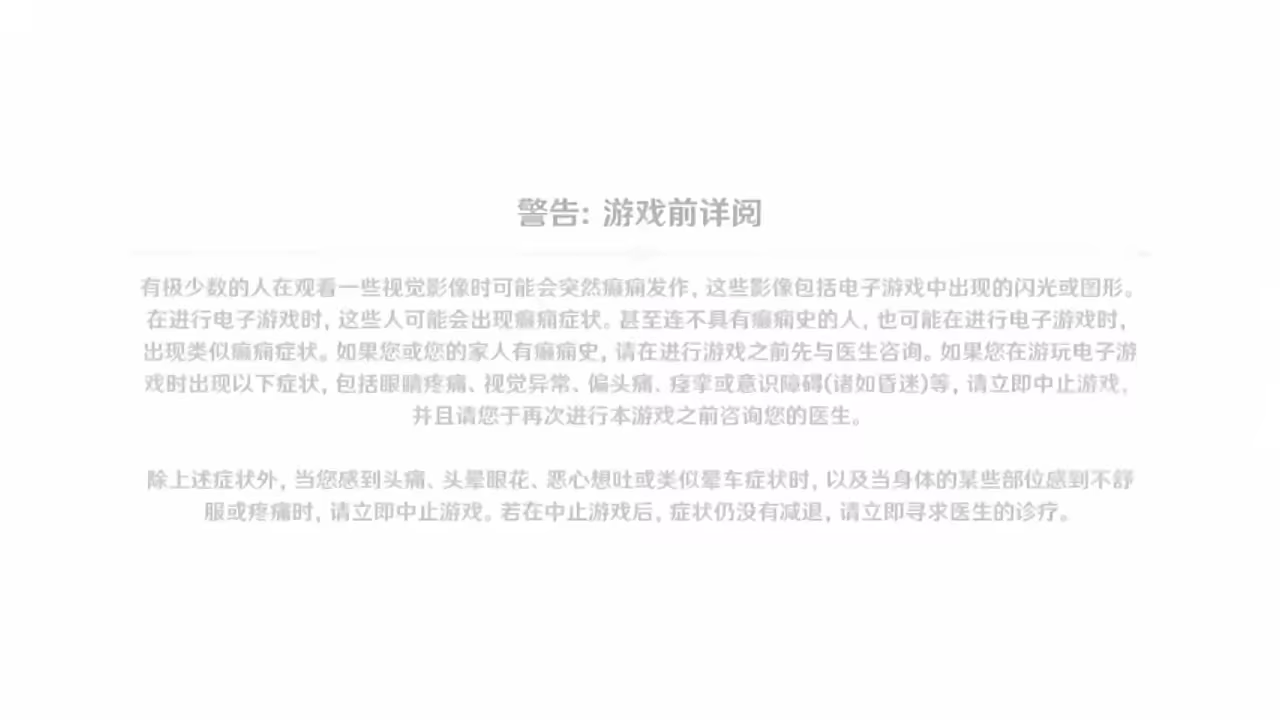 警告: 游戏前详阅
有极少数的人在观看一些视觉影像时可能会突然癫痫发作, 这些影像包括电子游戏中出现的闪光或图形。
在进行电子游戏时, 这些人可能会出现癫痫症状。甚至连不具有癫痫史的人, 也可能在进行电子游戏时,
出现类似癫痫症状。如果您或您的家人有癫痫史, 请在进行游戏之前先与医生咨询。如果您在游玩电子游
戏时出现以下症状, 包括眼睛疼痛、视觉异常、偏头痛、痉挛或意识障碍(诸如昏迷)等, 请立即中止游戏,
并且请您于再次进行本游戏之前咨询您的医生。
除上述症状外, 当您感到头痛、头晕眼花、恶心想吐或类似晕车症状时, 以及当身体的某些部位感到不舒
服或疼痛时, 请立即中止游戏。若在中止游戏后, 症状仍没有减退, 请立即寻求医生的诊疗。